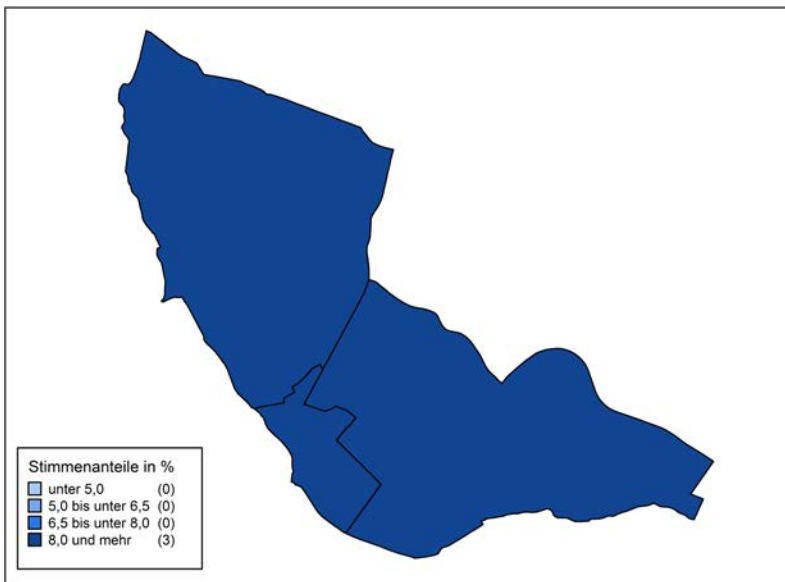 Stimmenanteile in %
unter 5,0 (0)
5,0 bis unter 6,5 (0)
6,5 bis unter 8,0 (0)
8,0 und mehr (3)